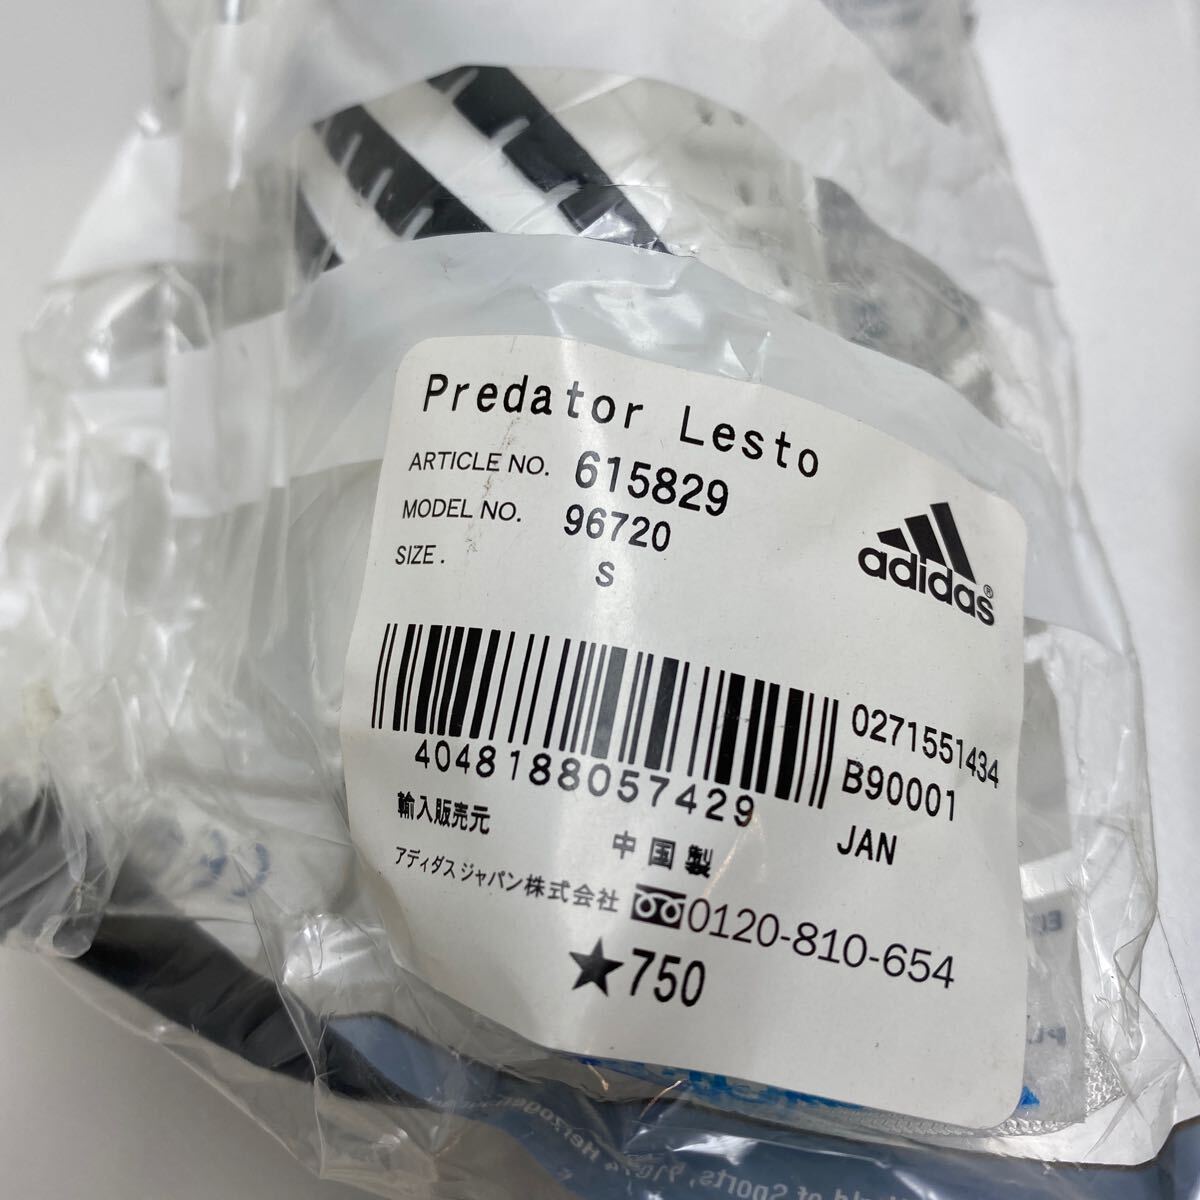 Predator Lesto
ARTICLE NO. 615829
MODEL NO. 96720
SIZE. S
adidas®
4048188057429
0271551434
B90001
JAN
輸入販売元
中国製
アディダス ジャパン株式会社 0120-810-654
★750
CE